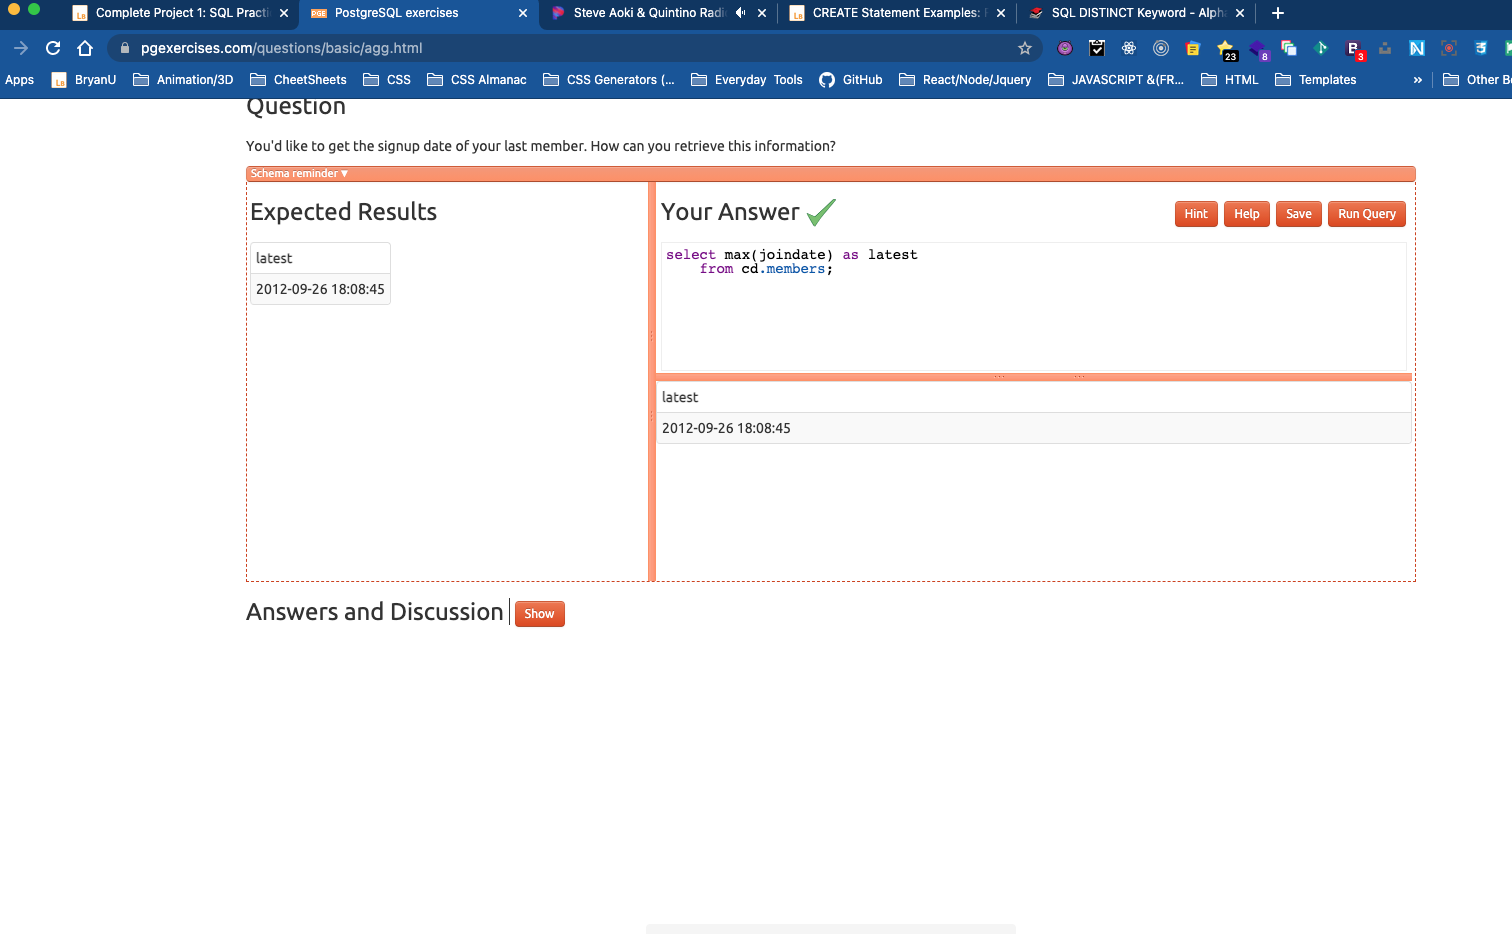 Complete Project 1: SQL Practi
PostgreSQL exercises
Steve Aoki & Quintino Radi
CREATE Statement Examples:
SQL DISTINCT Keyword - Alph
pgexercises.com/questions/basic/agg.html
23
8
3
Apps
BryanU
Animation/3D
CheetSheets
CSS
CSS Almanac
CSS Generators (...
Everyday Tools
GitHub
React/Node/Jquery
JAVASCRIPT &(FR...
HTML
Templates
»
Other B
Question
You'd like to get the signup date of your last member. How can you retrieve this information?
Schema reminder ▼
Expected Results
latest
2012-09-26 18:08:45
Your Answer
Hint
Help
Save
Run Query
select max(joindate) as latest
from cd.members;
latest
2012-09-26 18:08:45
Answers and Discussion
Show